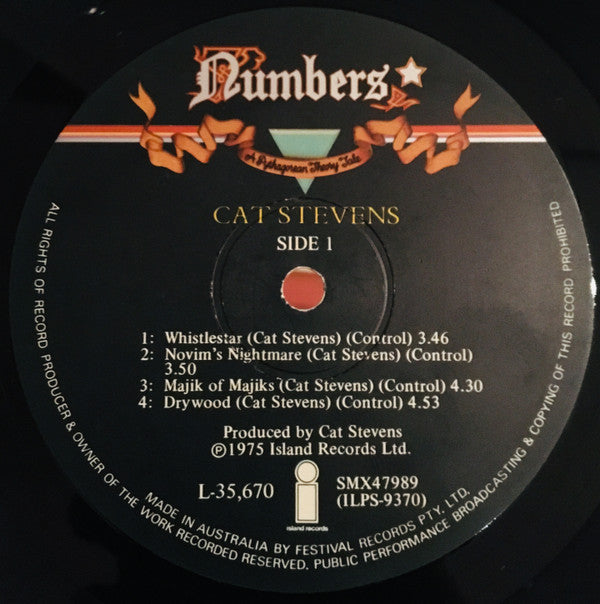 Numbers
A Pythagorean Theory Tale
CAT STEVENS
SIDE 1
1: Whistlestar (Cat Stevens) (Control) 3.46
2: Novim's Nightmare (Cat Stevens) (Control)
3.50
3: Majik of Majiks (Cat Stevens) (Control) 4.30
4: Drywood (Cat Stevens) (Control) 4.53
Produced by Cat Stevens
℗1975 Island Records Ltd.
L-35,670
i
island records
SMX47989
(ILPS-9370)
ALL RIGHTS OF RECORD PRODUCER & OWNER OF THE WORK RECORDED RESERVED. PUBLIC PERFORMANCE BROADCASTING & COPYING OF THIS RECORD PROHIBITED
MADE IN AUSTRALIA BY FESTIVAL RECORDS PTY. LTD.